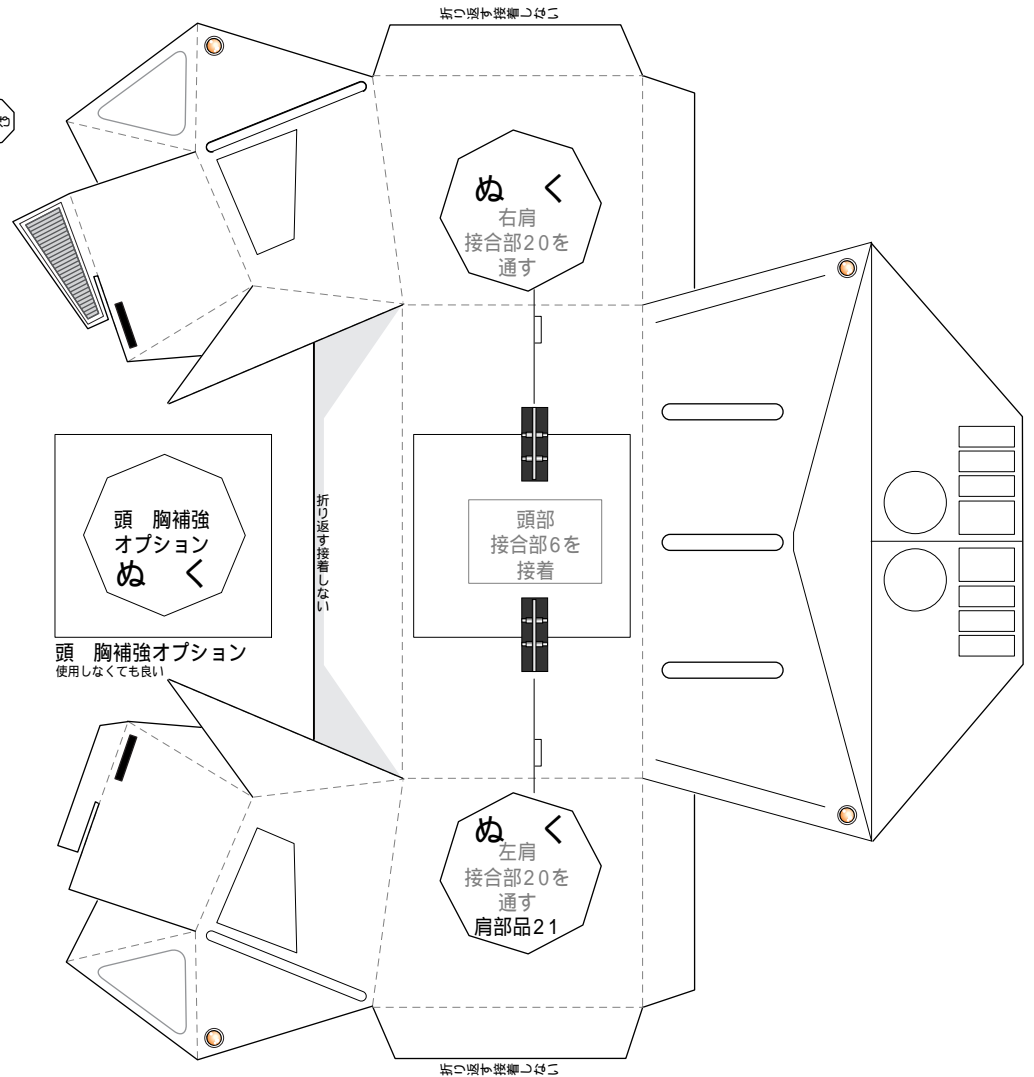 折り返す接着しない
ぬ　く
右肩
接合部20を
通す
頭　胸補強
オプション
ぬ　く
頭　胸補強オプション
使用しなくても良い
折り返す接着しない
頭部
接合部6を
接着
ぬ　く
左肩
接合部20を
通す
肩部品21
折り返す接着しない